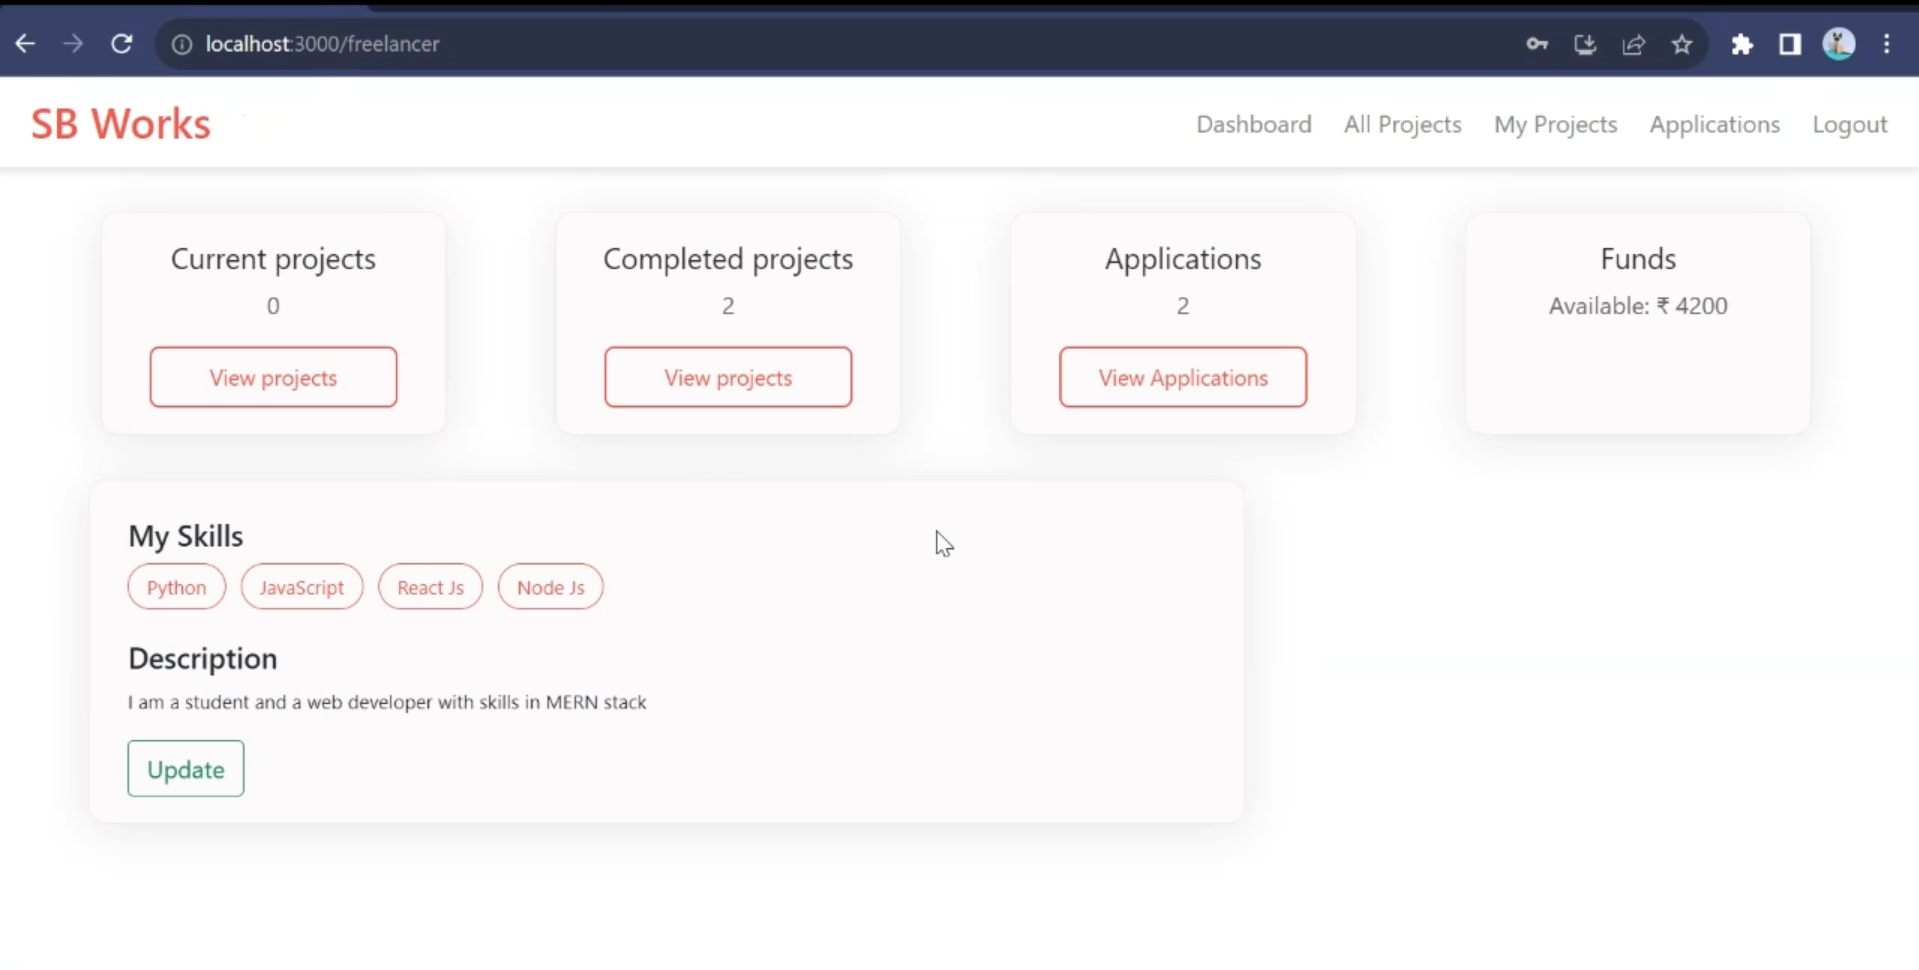 localhost:3000/freelancer
SB Works
Dashboard All Projects My Projects Applications Logout
Current projects
0
View projects
Completed projects
2
View projects
Applications
2
View Applications
Funds
Available: ₹ 4200
My Skills
Python JavaScript React Js Node Js
Description
I am a student and a web developer with skills in MERN stack
Update